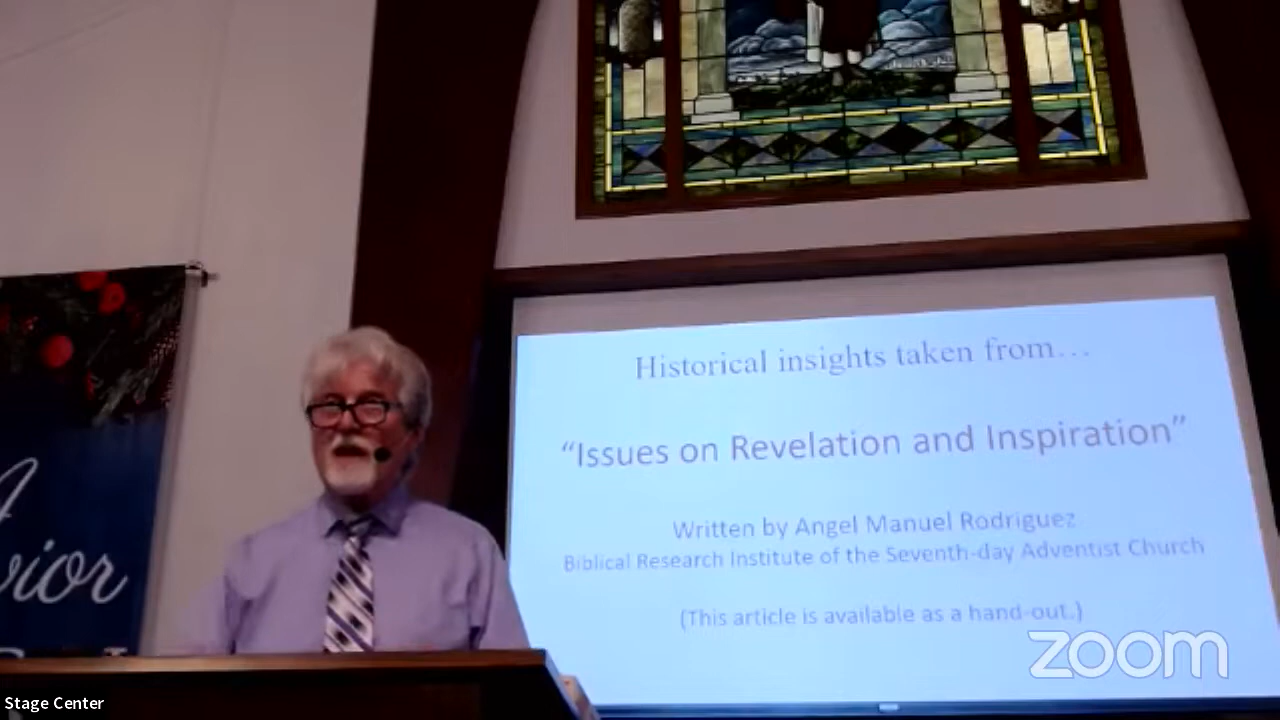 Historical insights taken from…
“Issues on Revelation and Inspiration”
Written by Angel Manuel Rodriguez
Biblical Research Institute of the Seventh-day Adventist Church
(This article is available as a hand-out.)
zoom
Stage Center